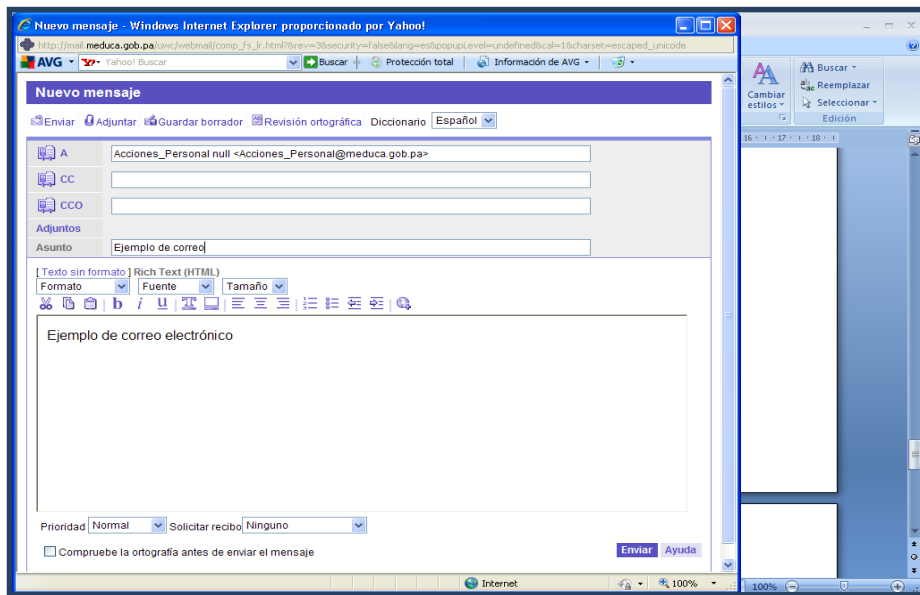 Nuevo mensaje - Windows Internet Explorer proporcionado por Yahoo!
http://mail.meduca.gob.pa/uwc/webmail/comp_fs_lr.html?&rev=3&security=false&lang=es&popupLevel=undefined&cal=1&charset=escaped_unicode
AVG Yahoo! Buscar Buscar Protección total Información de AVG
Nuevo mensaje
Enviar Adjuntar Guardar borrador Revisión ortográfica Diccionario Español
A Acciones_Personal null <Acciones_Personal@meduca.gob.pa>
CC
CCO
Adjuntos
Asunto Ejemplo de correo
[ Texto sin formato ] Rich Text (HTML)
Formato Fuente Tamaño
b i u T
Ejemplo de correo electrónico
Prioridad Normal Solicitar recibo Ninguno
Compruebe la ortografía antes de enviar el mensaje Enviar Ayuda
Internet 100%
Cambiar estilos
Buscar
Reemplazar
Seleccionar
Edición
16 17 18
100%